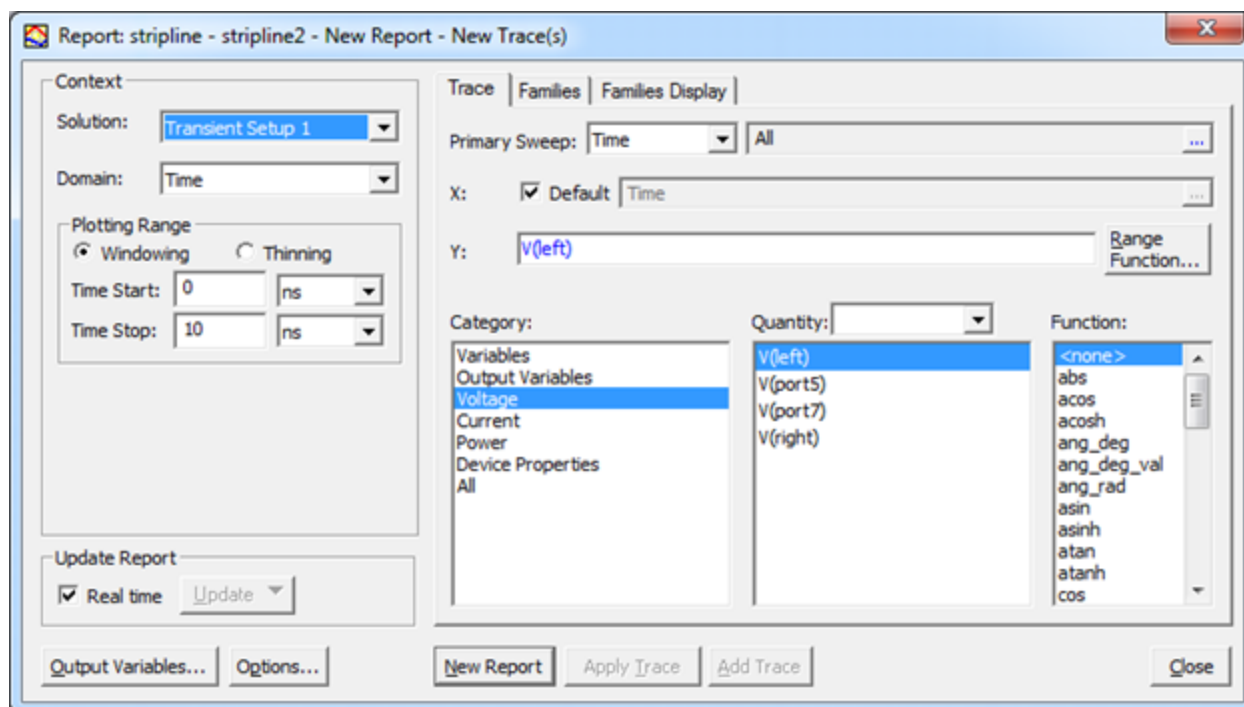 Report: stripline - stripline2 - New Report - New Trace(s)
Context
Solution: Transient Setup 1
Domain: Time
Plotting Range
Windowing Thinning
Time Start: 0 ns
Time Stop: 10 ns
Update Report
Real time Update
Output Variables... Options...
Trace Families Families Display
Primary Sweep: Time All ...
X: Default Time ...
Y: V(left) Range Function...
Category:
Variables
Output Variables
Voltage
Current
Power
Device Properties
All
Quantity:
V(left)
V(port5)
V(port7)
V(right)
Function:
<none>
abs
acos
acosh
ang_deg
ang_deg_val
ang_rad
asin
asinh
atan
atanh
cos
New Report Apply Trace Add Trace Close